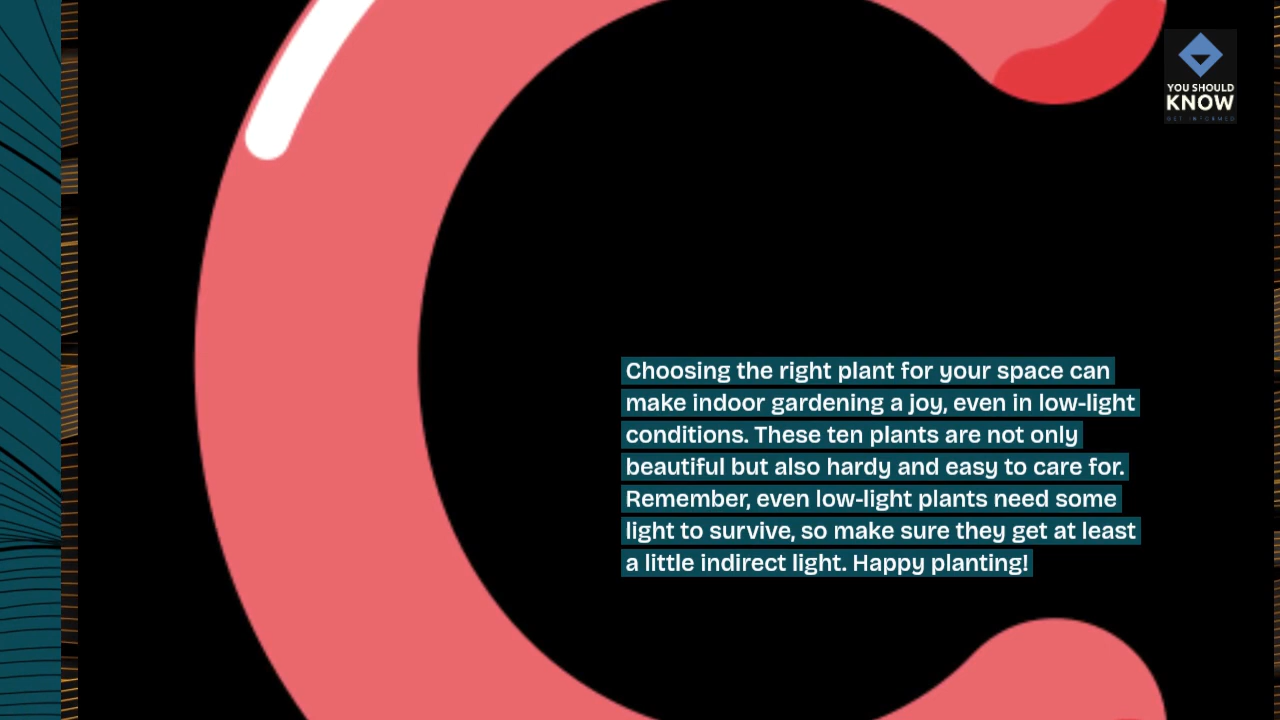 YOU SHOULD
KNOW
GET INFORMED
Choosing the right plant for your space can
make indoor gardening a joy, even in low-light
conditions. These ten plants are not only
beautiful but also hardy and easy to care for.
Remember, even low-light plants need some
light to survive, so make sure they get at least
a little indirect light. Happy planting!